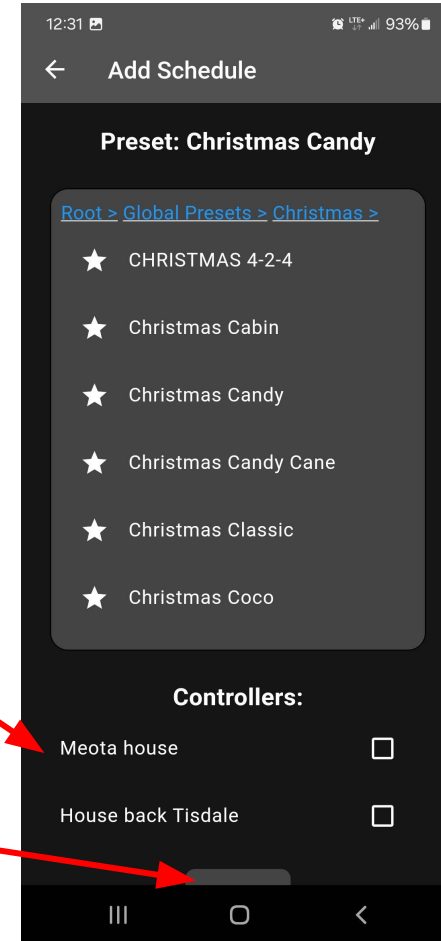 12:31 LTE+ 93%
Add Schedule
Preset: Christmas Candy
Root > Global Presets > Christmas >
CHRISTMAS 4-2-4
Christmas Cabin
Christmas Candy
Christmas Candy Cane
Christmas Classic
Christmas Coco
Controllers:
Meota house
House back Tisdale